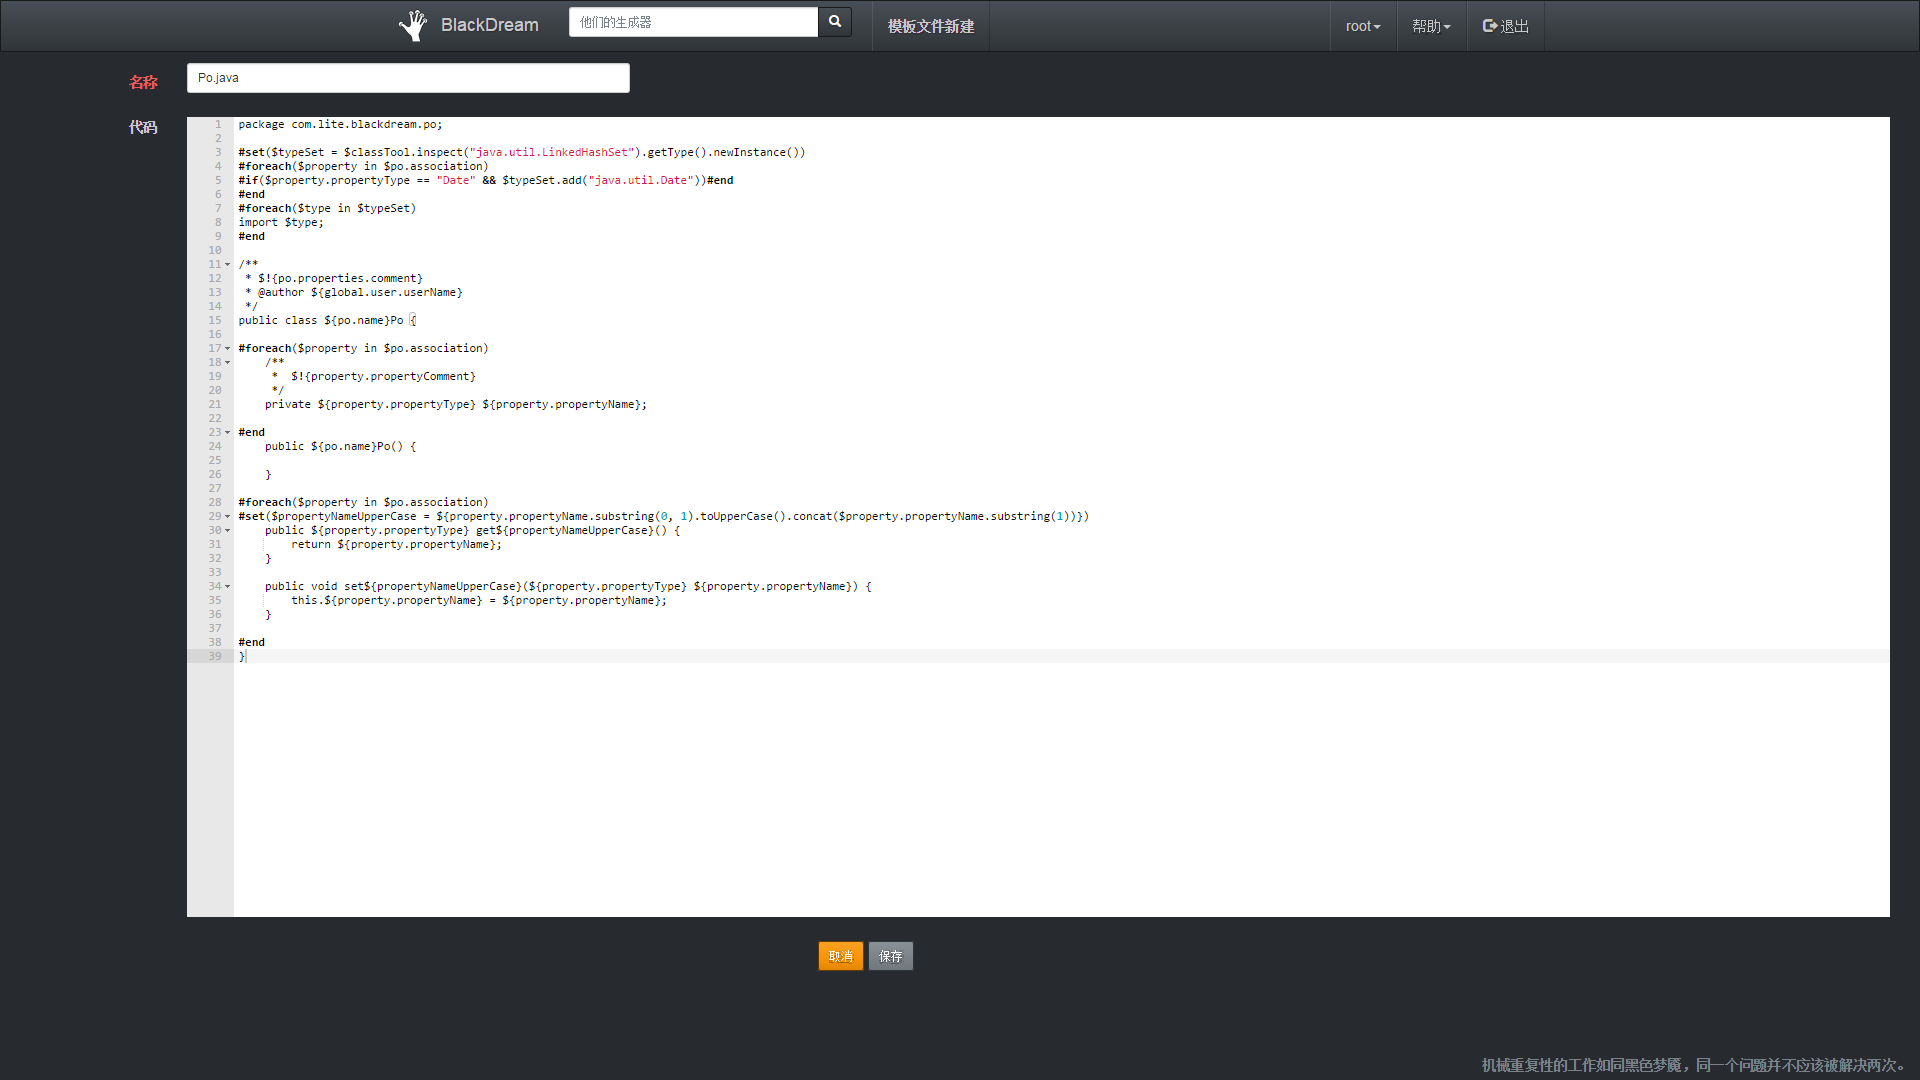 BlackDream
他们的生成器
模板文件新建
root
帮助
退出
名称
Po.java
代码
1 package com.lite.blackdream.po;
2
3 #set($typeSet = $classTool.inspect("java.util.LinkedHashSet").getType().newInstance())
4 #foreach($property in $po.association)
5 #if($property.propertyType == "Date" && $typeSet.add("java.util.Date"))#end
6 #end
7 #foreach($type in $typeSet)
8 import $type;
9 #end
10
11 /**
12  * $!{po.properties.comment}
13  * @author ${global.user.userName}
14  */
15 public class ${po.name}Po {
16
17 #foreach($property in $po.association)
18     /**
19      *  $!{property.propertyComment}
20      */
21     private ${property.propertyType} ${property.propertyName};
22
23 #end
24     public ${po.name}Po() {
25
26     }
27
28 #foreach($property in $po.association)
29 #set($propertyNameUpperCase = ${property.propertyName.substring(0, 1).toUpperCase().concat($property.propertyName.substring(1))})
30     public ${property.propertyType} get${propertyNameUpperCase}() {
31         return ${property.propertyName};
32     }
33
34     public void set${propertyNameUpperCase}(${property.propertyType} ${property.propertyName}) {
35         this.${property.propertyName} = ${property.propertyName};
36     }
37
38 #end
39 }
取消
保存
机械重复性的工作如同黑色梦魇，同一个问题并不应该被解决两次。